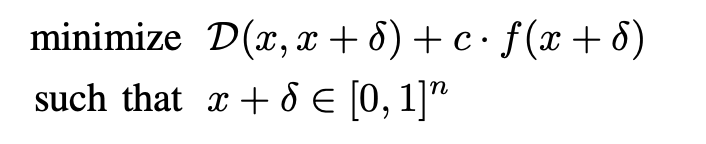 minimize 𝒟(x, x + δ) + c · f(x + δ)
such that x + δ ∈ [0, 1]ⁿ